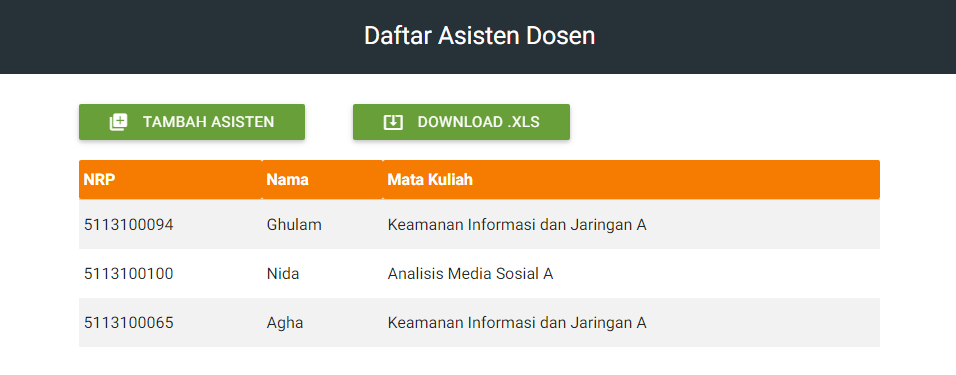 Daftar Asisten Dosen
TAMBAH ASISTEN DOWNLOAD .XLS
NRP Nama Mata Kuliah
5113100094 Ghulam Keamanan Informasi dan Jaringan A
5113100100 Nida Analisis Media Sosial A
5113100065 Agha Keamanan Informasi dan Jaringan A